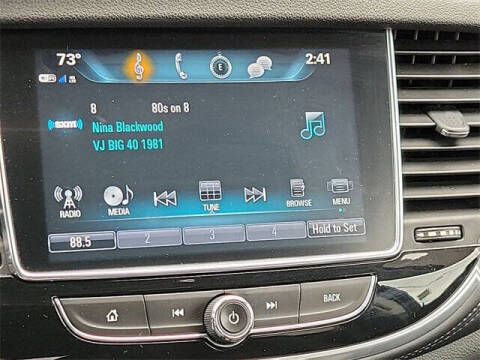 73° 2:41
E
8 80s on 8
((SXM)) Nina Blackwood
VJ BIG 40 1981
RADIO MEDIA TUNE BROWSE MENU
88.5 2 3 4 Hold to Set
BACK